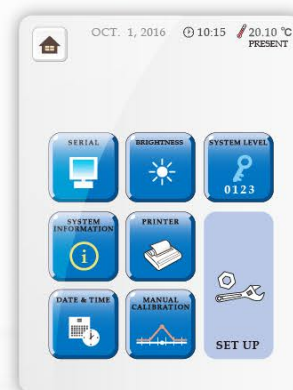 OCT. 1, 2016 10:15 20.10 °C
PRESENT
SERIAL BRIGHTNESS SYSTEM LEVEL
0123
SYSTEM
INFORMATION
i
PRINTER
DATE & TIME
MANUAL
CALIBRATION
SET UP